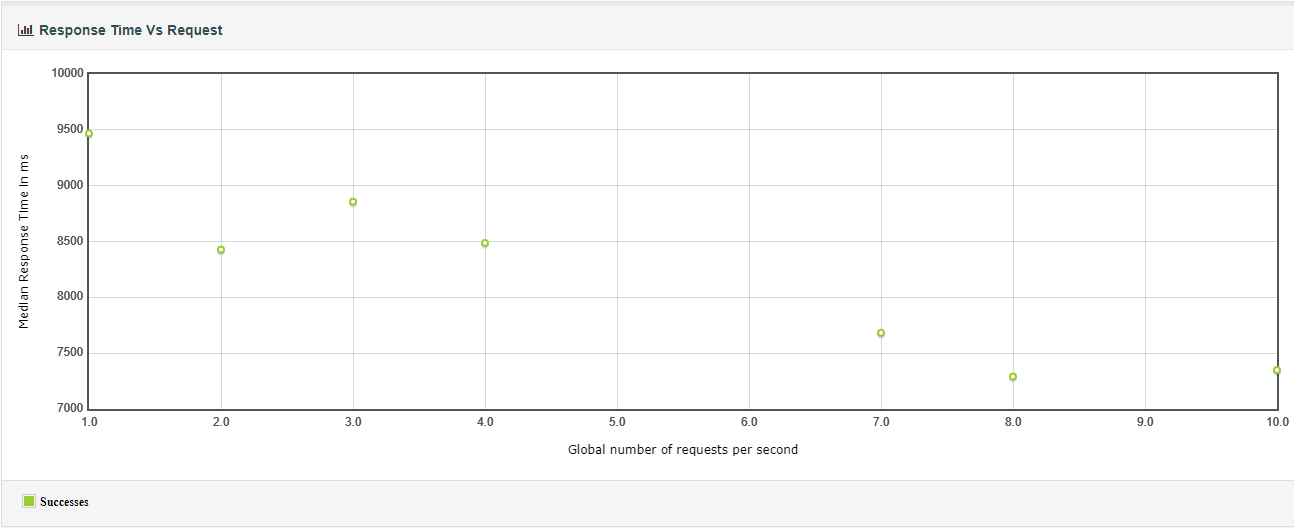 Response Time Vs Request
10000
9500
9000
8500
8000
7500
7000
Median Response Time In ms
1.0 2.0 3.0 4.0 5.0 6.0 7.0 8.0 9.0 10.0
Global number of requests per second
Successes